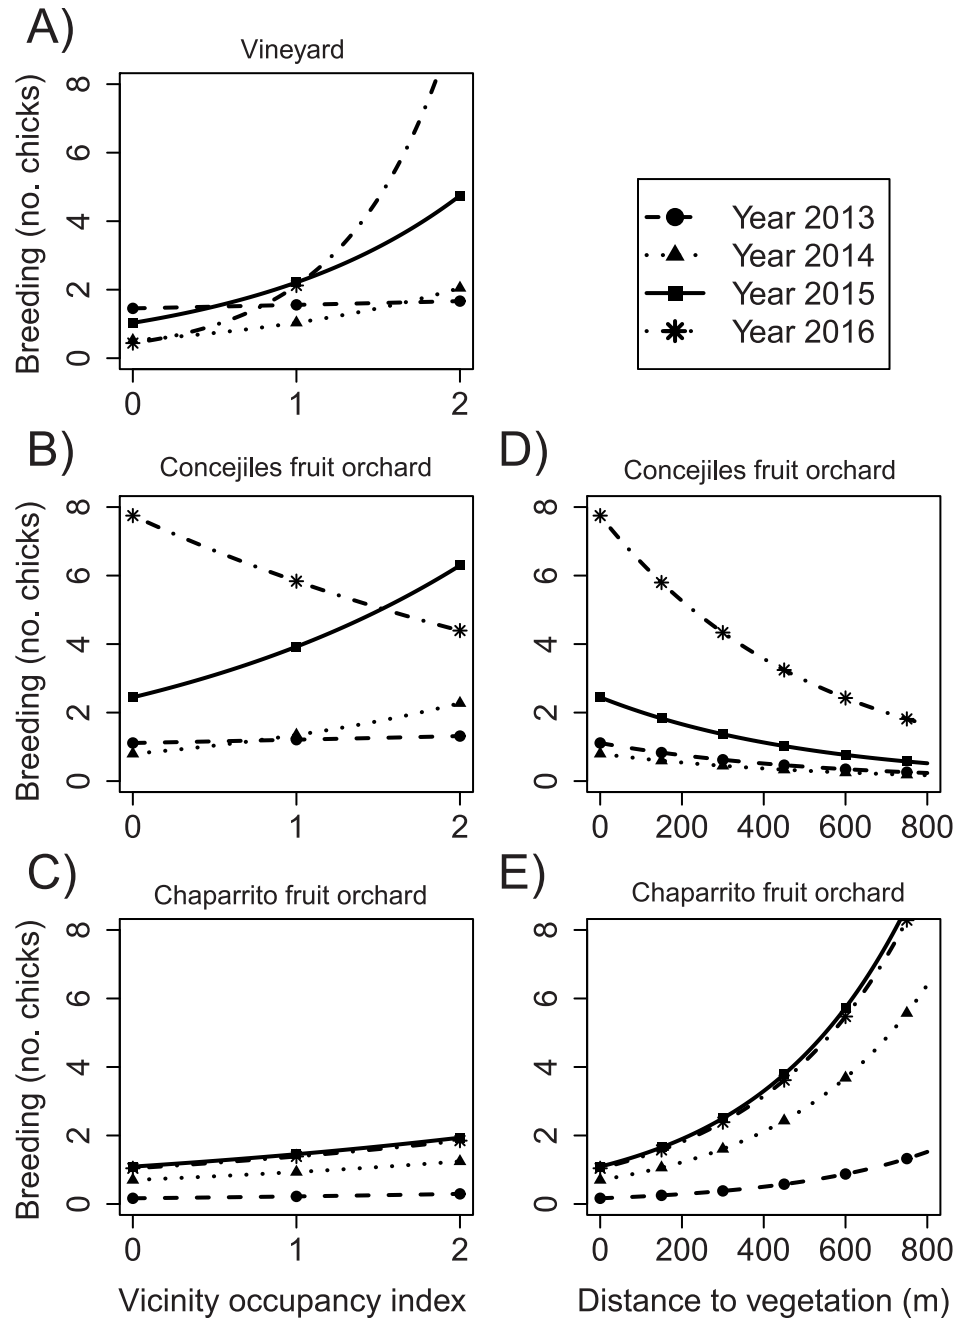 A)
Vineyard
Breeding (no. chicks)
0 2 4 6 8
0 1 2
Year 2013
Year 2014
Year 2015
Year 2016
B)
Concejiles fruit orchard
Breeding (no. chicks)
0 2 4 6 8
0 1 2
D)
Concejiles fruit orchard
0 2 4 6 8
0 200 400 600 800
C)
Chaparrito fruit orchard
Breeding (no. chicks)
0 2 4 6 8
0 1 2
Vicinity occupancy index
E)
Chaparrito fruit orchard
0 2 4 6 8
0 200 400 600 800
Distance to vegetation (m)